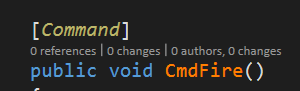 [Command]
0 references | 0 changes | 0 authors, 0 changes
public void CmdFire()